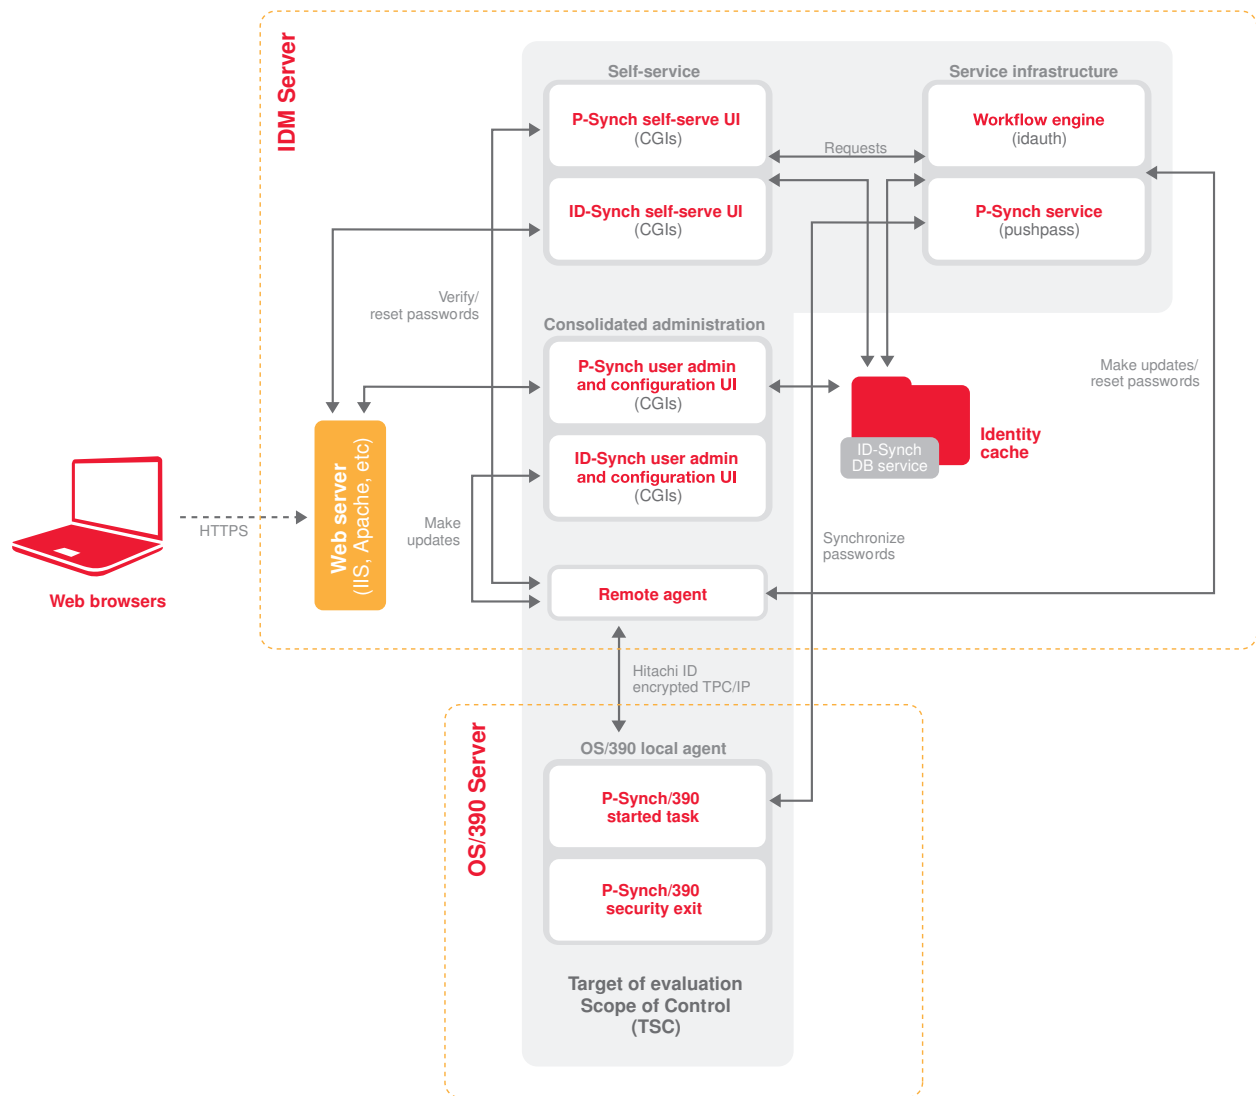 IDM Server
Self-service
P-Synch self-serve UI
(CGIs)
ID-Synch self-serve UI
(CGIs)
Service infrastructure
Workflow engine
(idauth)
P-Synch service
(pushpass)
Requests
Verify/
reset passwords
Consolidated administration
P-Synch user admin
and configuration UI
(CGIs)
ID-Synch user admin
and configuration UI
(CGIs)
Make updates/
reset passwords
Identity
cache
ID-Synch
DB service
Web server
(IIS, Apache, etc)
HTTPS
Web browsers
Make
updates
Synchronize
passwords
Remote agent
Hitachi ID
encrypted TPC/IP
OS/390 Server
OS/390 local agent
P-Synch/390
started task
P-Synch/390
security exit
Target of evaluation
Scope of Control
(TSC)